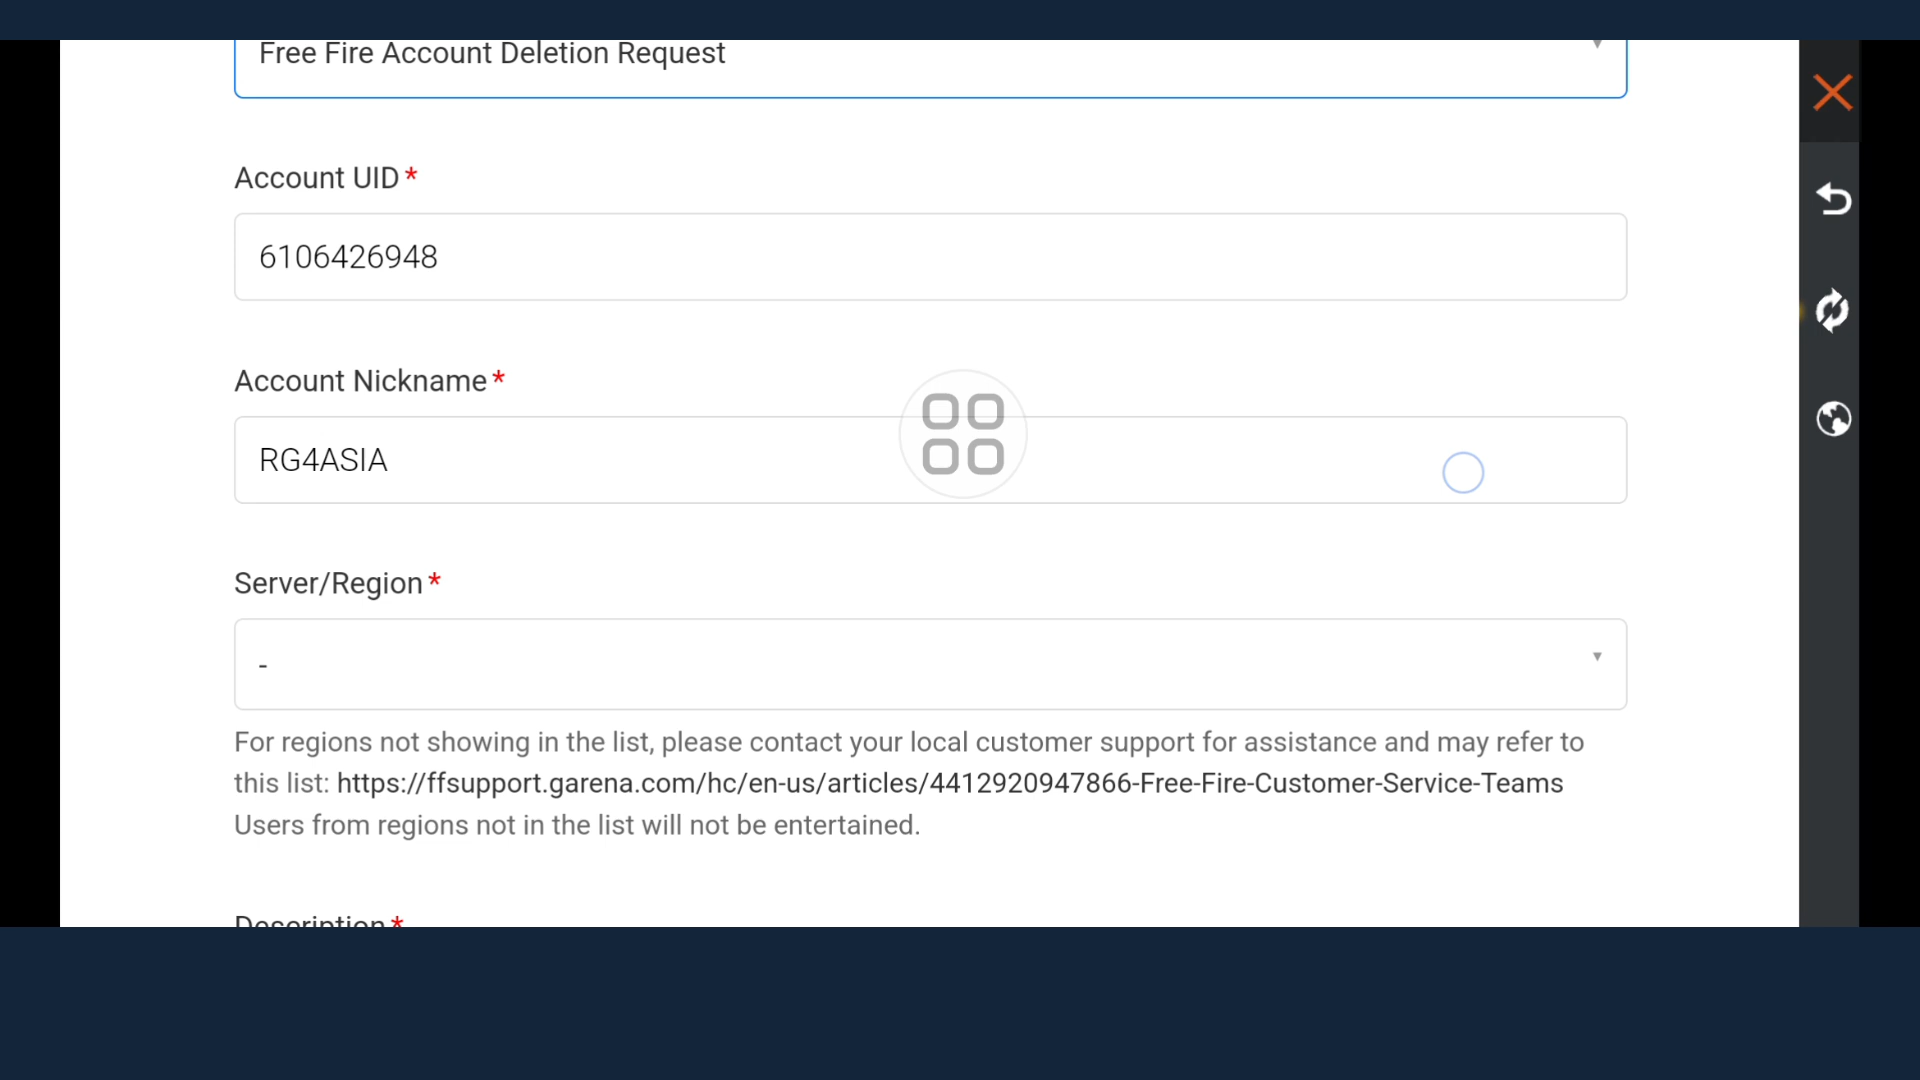 Free Fire Account Deletion Request
Account UID*
6106426948
Account Nickname*
RG4ASIA
Server/Region*
-
For regions not showing in the list, please contact your local customer support for assistance and may refer to
this list: https://ffsupport.garena.com/hc/en-us/articles/4412920947866-Free-Fire-Customer-Service-Teams
Users from regions not in the list will not be entertained.
Description*